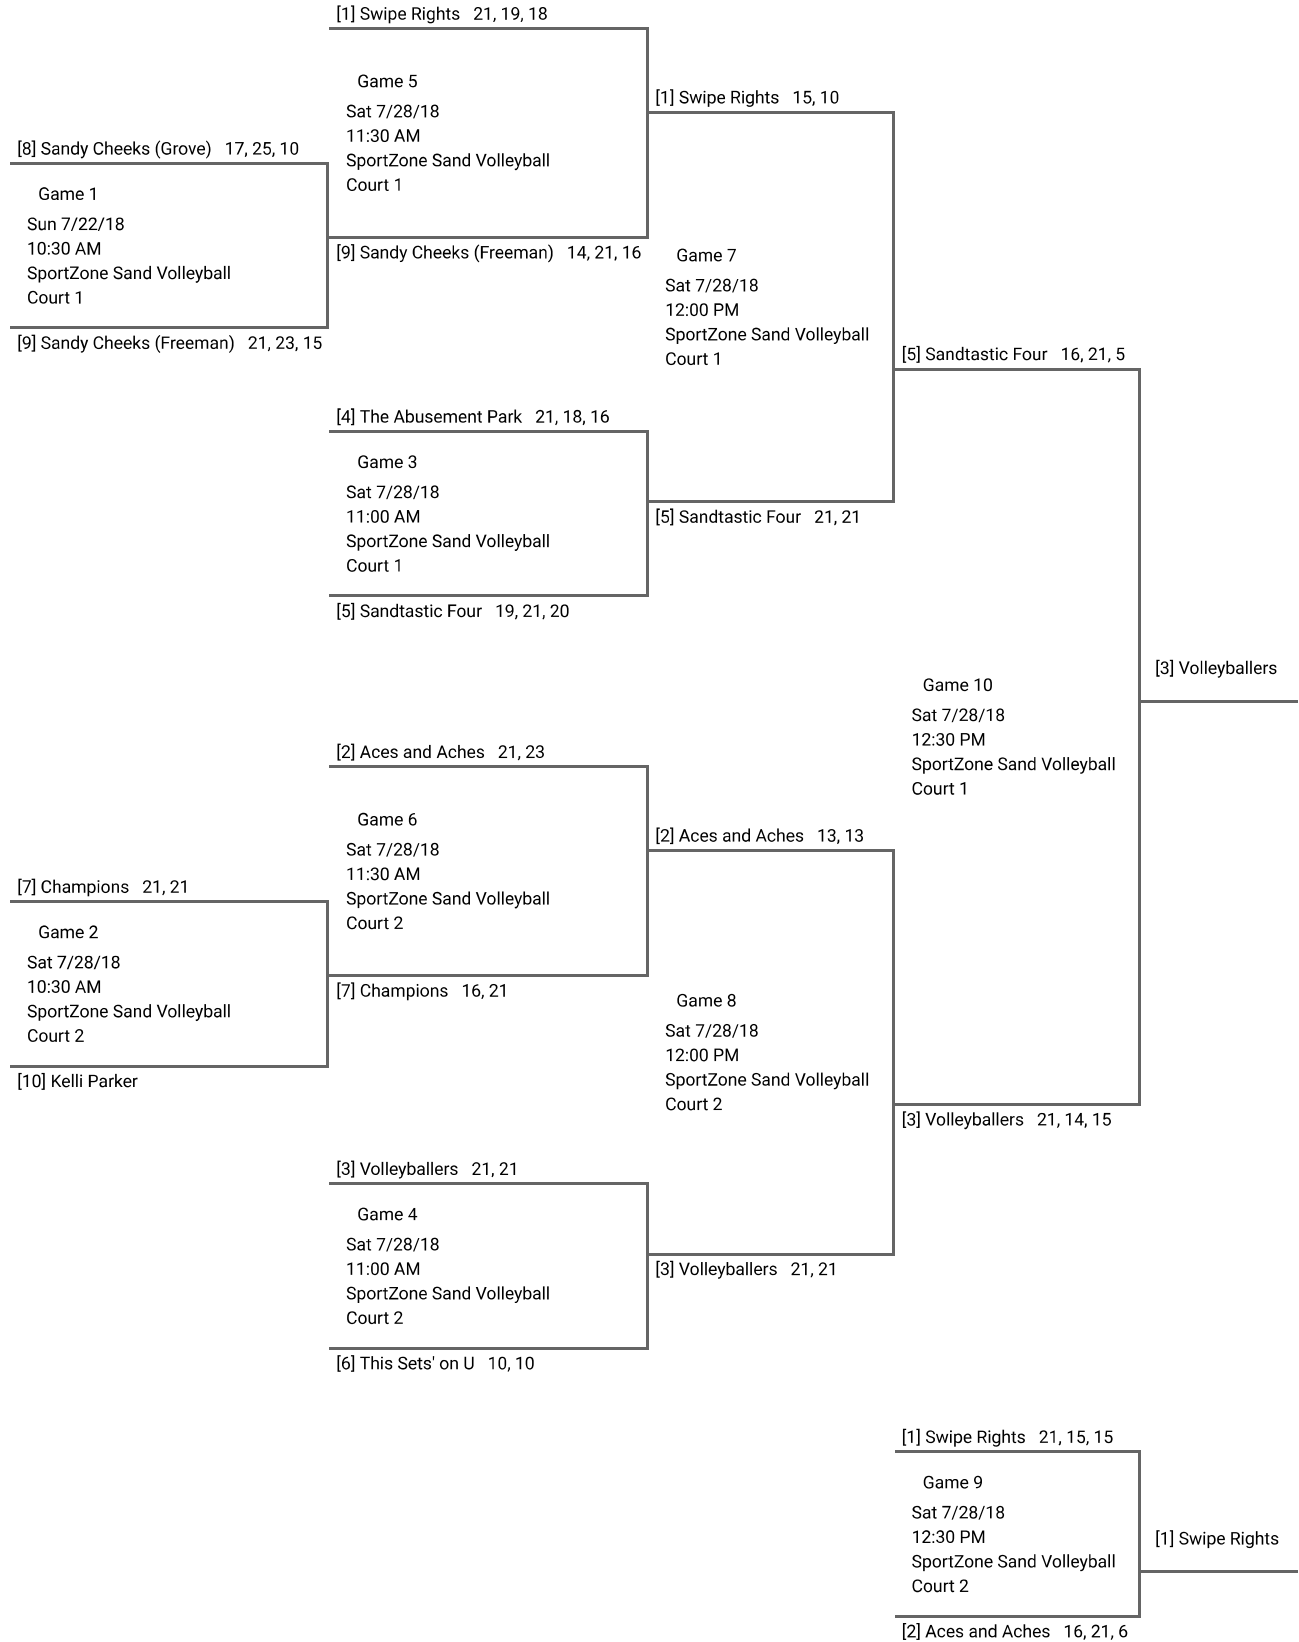 [1] Swipe Rights 21, 19, 18
Game 5
Sat 7/28/18
11:30 AM
SportZone Sand Volleyball
Court 1
[9] Sandy Cheeks (Freeman) 14, 21, 16
[8] Sandy Cheeks (Grove) 17, 25, 10
Game 1
Sun 7/22/18
10:30 AM
SportZone Sand Volleyball
Court 1
[9] Sandy Cheeks (Freeman) 21, 23, 15
[1] Swipe Rights 15, 10
Game 7
Sat 7/28/18
12:00 PM
SportZone Sand Volleyball
Court 1
[5] Sandtastic Four 21, 21
[4] The Abusement Park 21, 18, 16
Game 3
Sat 7/28/18
11:00 AM
SportZone Sand Volleyball
Court 1
[5] Sandtastic Four 19, 21, 20
[5] Sandtastic Four 16, 21, 5
Game 10
Sat 7/28/18
12:30 PM
SportZone Sand Volleyball
Court 1
[3] Volleyballers 21, 14, 15
[3] Volleyballers
[2] Aces and Aches 21, 23
Game 6
Sat 7/28/18
11:30 AM
SportZone Sand Volleyball
Court 2
[7] Champions 16, 21
[7] Champions 21, 21
Game 2
Sat 7/28/18
10:30 AM
SportZone Sand Volleyball
Court 2
[10] Kelli Parker
[2] Aces and Aches 13, 13
Game 8
Sat 7/28/18
12:00 PM
SportZone Sand Volleyball
Court 2
[3] Volleyballers 21, 21
[3] Volleyballers 21, 21
Game 4
Sat 7/28/18
11:00 AM
SportZone Sand Volleyball
Court 2
[6] This Sets' on U 10, 10
[1] Swipe Rights 21, 15, 15
Game 9
Sat 7/28/18
12:30 PM
SportZone Sand Volleyball
Court 2
[2] Aces and Aches 16, 21, 6
[1] Swipe Rights